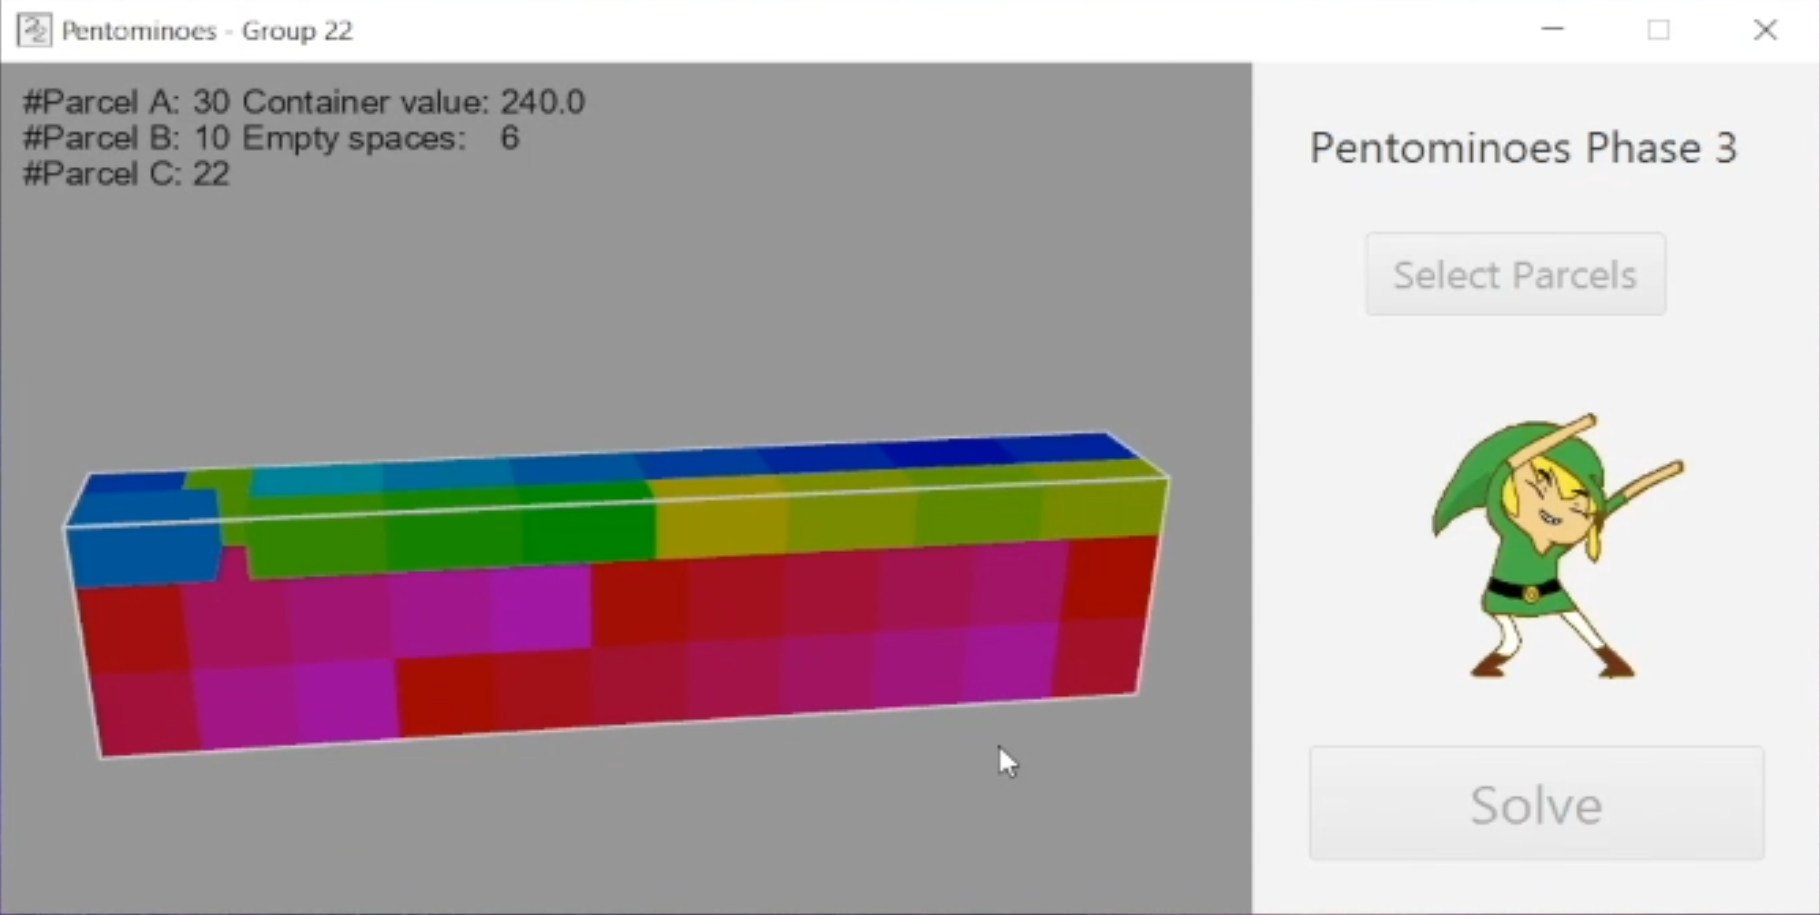 Pentominoes - Group 22
#Parcel A: 30 Container value: 240.0
#Parcel B: 10 Empty spaces: 6
#Parcel C: 22
Pentominoes Phase 3
Select Parcels
Solve